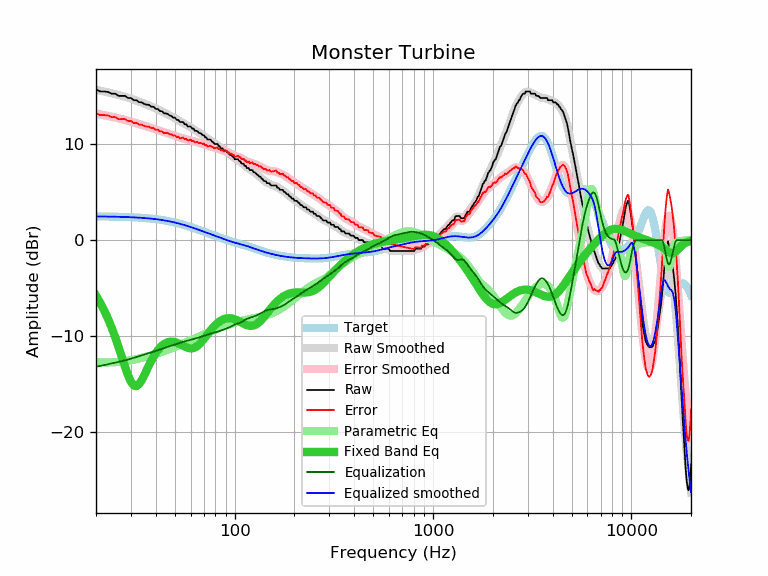 Monster Turbine
Amplitude (dBr)
10
0
−10
−20
Target
Raw Smoothed
Error Smoothed
Raw
Error
Parametric Eq
Fixed Band Eq
Equalization
Equalized smoothed
100
1000
10000
Frequency (Hz)